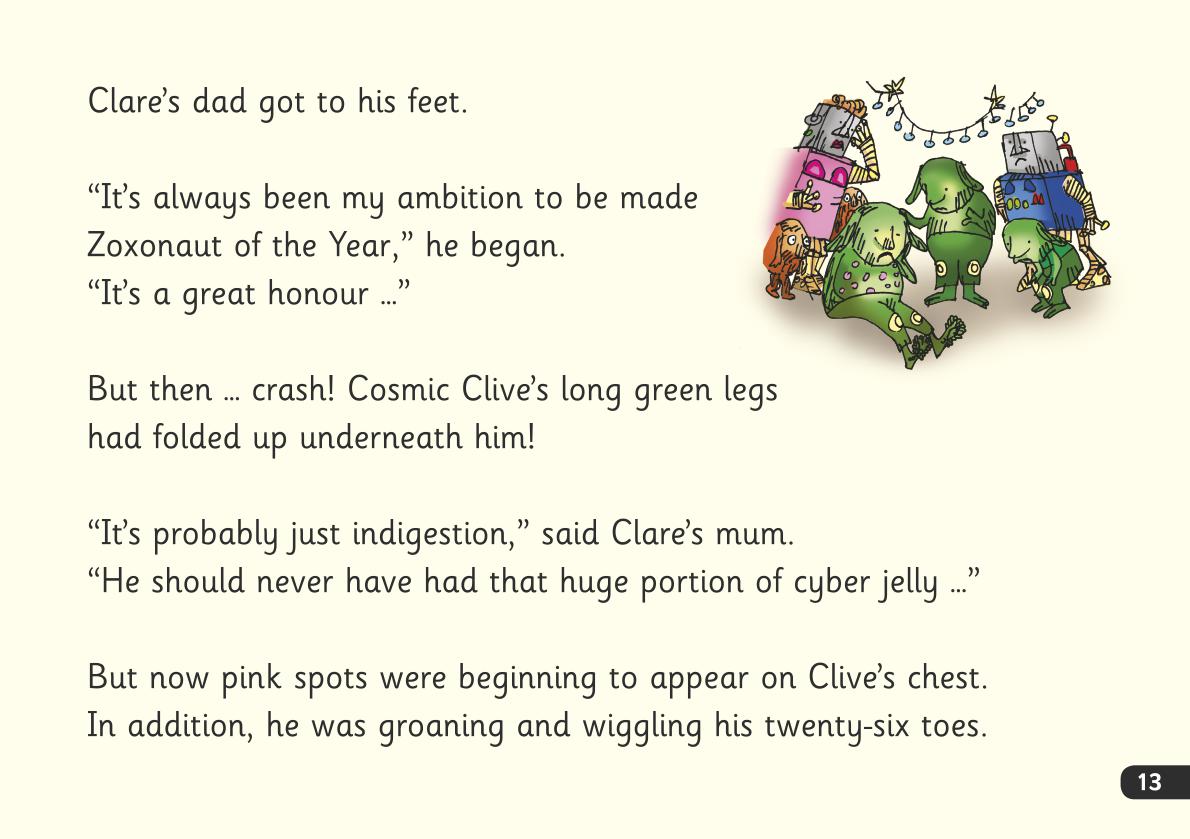 Clare’s dad got to his feet.
“It’s always been my ambition to be made
Zoxonaut of the Year,” he began.
“It’s a great honour ...”
But then ... crash! Cosmic Clive’s long green legs
had folded up underneath him!
“It’s probably just indigestion,” said Clare’s mum.
“He should never have had that huge portion of cyber jelly ...”
But now pink spots were beginning to appear on Clive’s chest.
In addition, he was groaning and wiggling his twenty-six toes.
13